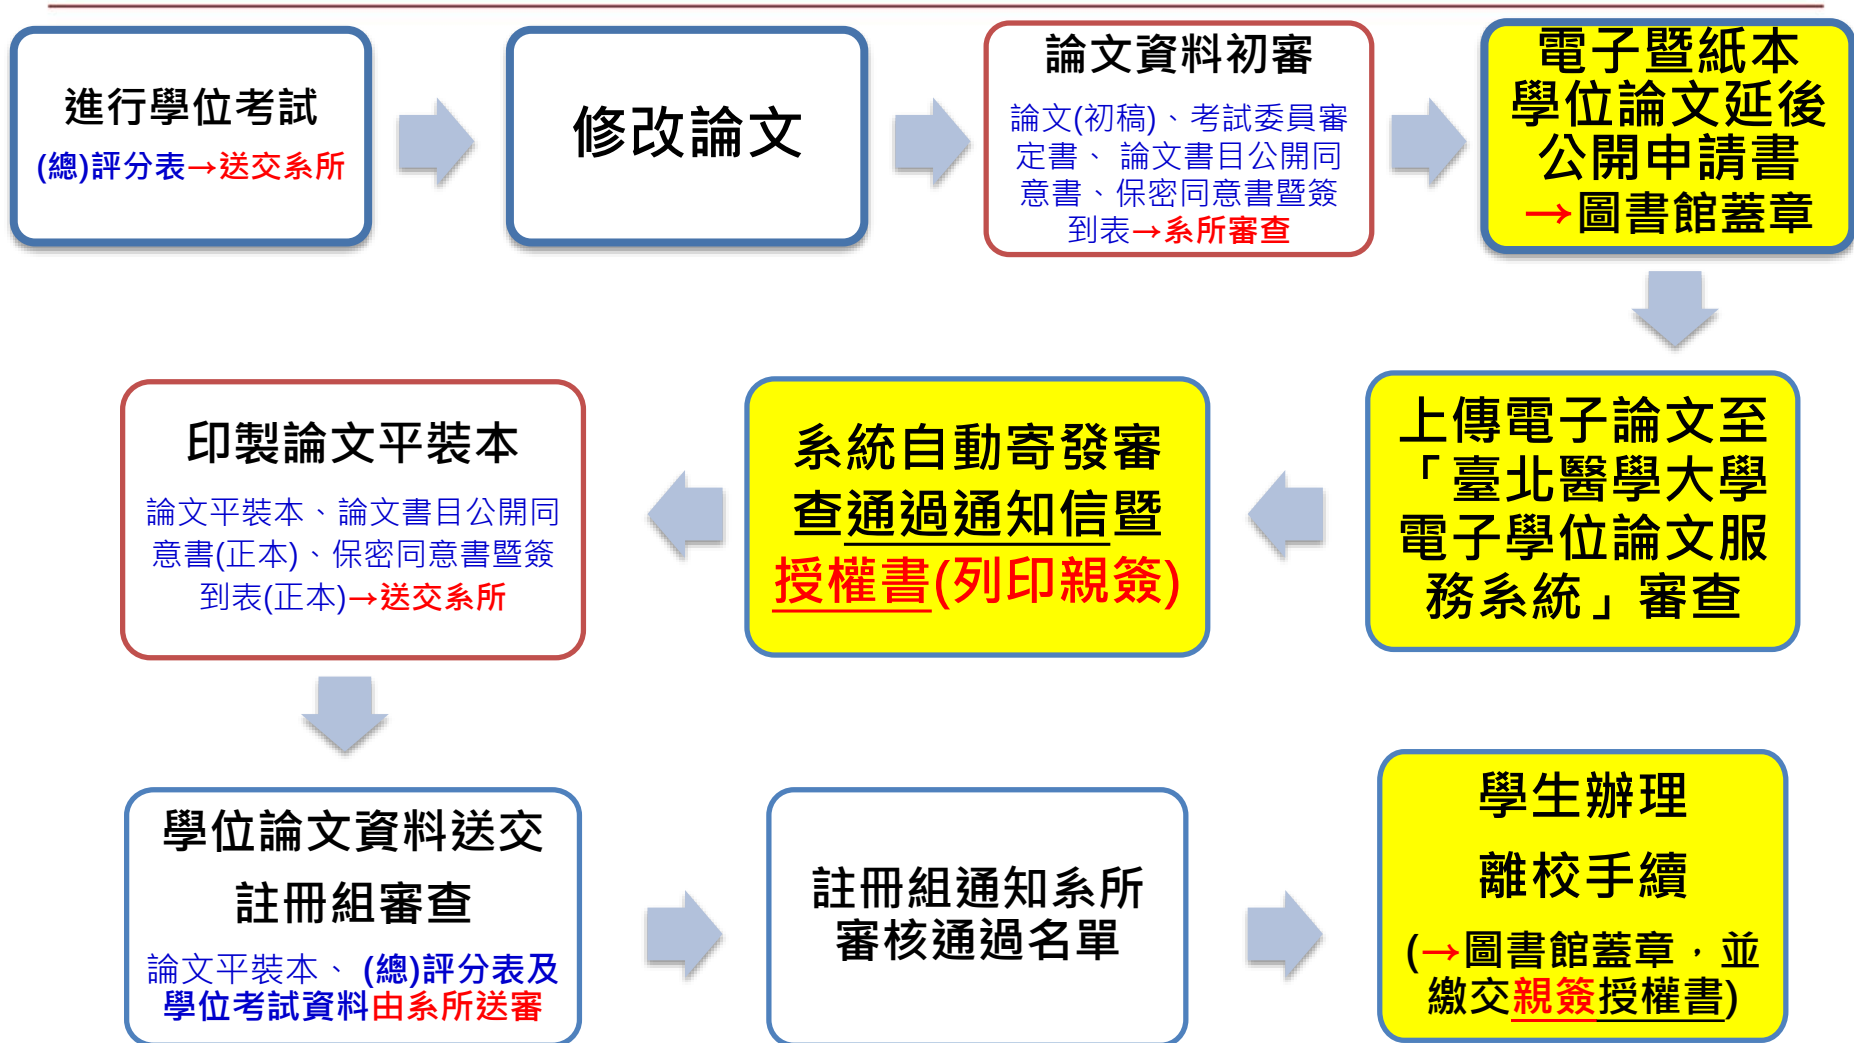 進行學位考試
(總)評分表→送交系所
修改論文
論文資料初審
論文(初稿)、考試委員審
定書、 論文書目公開同
意書、保密同意書暨簽
到表→系所審查
電子暨紙本
學位論文延後
公開申請書
→圖書館蓋章
上傳電子論文至
「臺北醫學大學
電子學位論文服
務系統」審查
系統自動寄發審
查通過通知信暨
授權書(列印親簽)
印製論文平裝本
論文平裝本、論文書目公開同
意書(正本)、保密同意書暨簽
到表(正本)→送交系所
學位論文資料送交
註冊組審查
論文平裝本、 (總)評分表及
學位考試資料由系所送審
註冊組通知系所
審核通過名單
學生辦理
離校手續
(→圖書館蓋章，並
繳交親簽授權書)